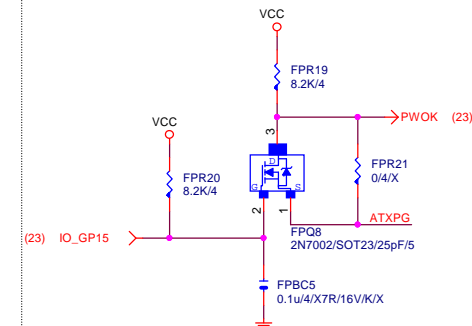 VCC
FPR19
8.2K/4
3
PWOK (23)
VCC
FPR20
8.2K/4
D
G
S
FPR21
0/4/X
2
1
ATXPG
(23) IO_GP15
FPQ8
2N7002/SOT23/25pF/5
FPBC5
0.1u/4/X7R/16V/K/X